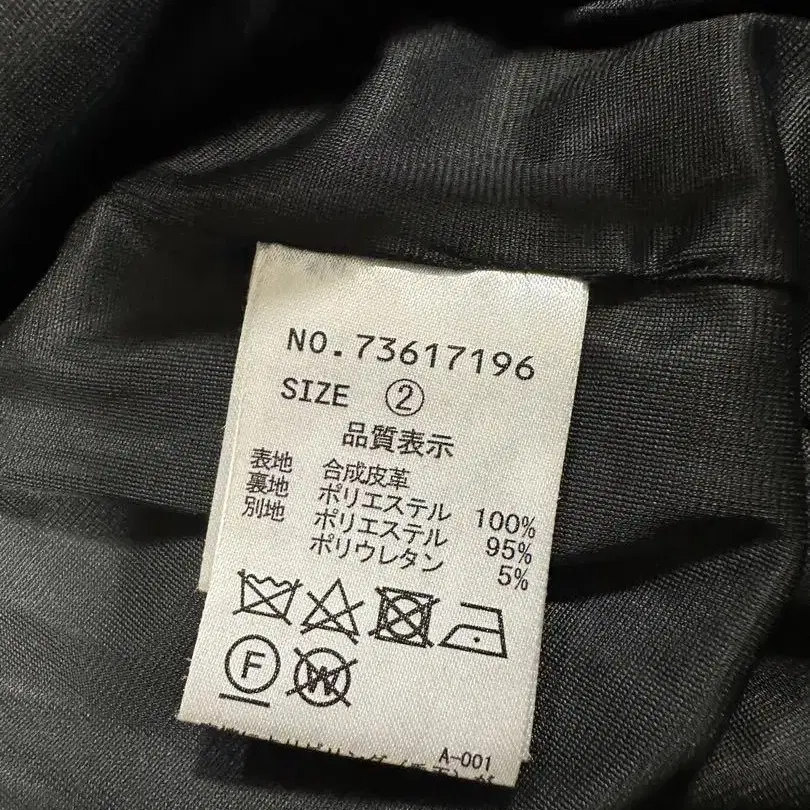 NO.73617196
SIZE ②
品質表示
表地 合成皮革
裏地 ポリエステル 100%
別地 ポリエステル 95%
ポリウレタン 5%
F W
A-001